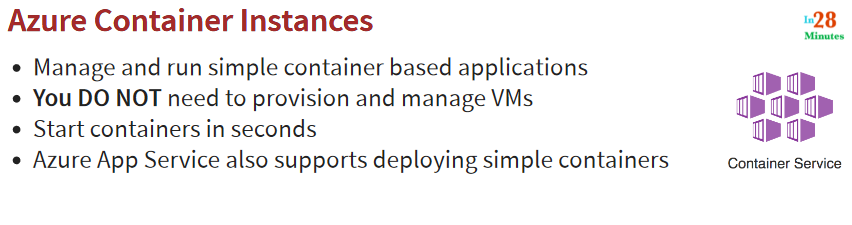 Azure Container Instances
In28
Minutes
• Manage and run simple container based applications
• You DO NOT need to provision and manage VMs
• Start containers in seconds
• Azure App Service also supports deploying simple containers
Container Service